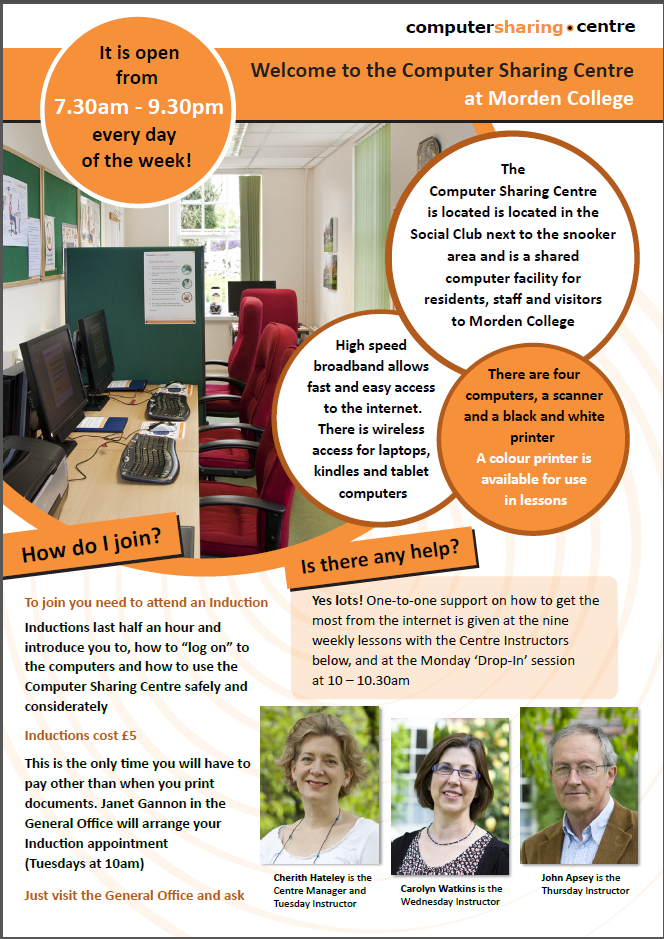 computersharing•centre
Welcome to the Computer Sharing Centre
at Morden College
It is open
from
7.30am - 9.30pm
every day
of the week!
The
Computer Sharing Centre
is located is located in the
Social Club next to the snooker
area and is a shared
computer facility for
residents, staff and visitors
to Morden College
High speed
broadband allows
fast and easy access
to the internet.
There is wireless
access for laptops,
kindles and tablet
computers
There are four
computers, a scanner
and a black and white
printer
A colour printer is
available for use
in lessons
How do I join?
To join you need to attend an Induction
Inductions last half an hour and
introduce you to, how to “log on” to
the computers and how to use the
Computer Sharing Centre safely and
considerately
Inductions cost £5
This is the only time you will have to
pay other than when you print
documents. Janet Gannon in the
General Office will arrange your
Induction appointment
(Tuesdays at 10am)
Just visit the General Office and ask
Is there any help?
Yes lots! One-to-one support on how to get the
most from the internet is given at the nine
weekly lessons with the Centre Instructors
below, and at the Monday ‘Drop-In’ session
at 10 – 10.30am
Cherith Hateley is the
Centre Manager and
Tuesday Instructor
Carolyn Watkins is the
Wednesday Instructor
John Apsey is the
Thursday Instructor